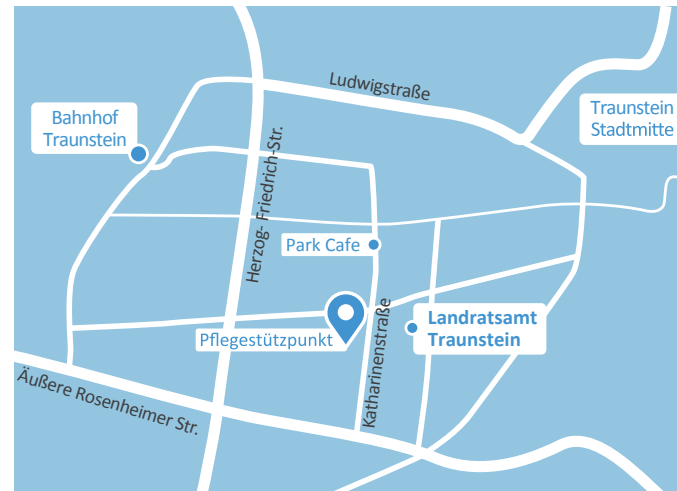 Ludwigstraße
Bahnhof
Traunstein
Traunstein
Stadtmitte
Herzog- Friedrich-Str.
Park Cafe
Pflegestützpunkt
Landratsamt
Traunstein
Katharinenstraße
Äußere Rosenheimer Str.